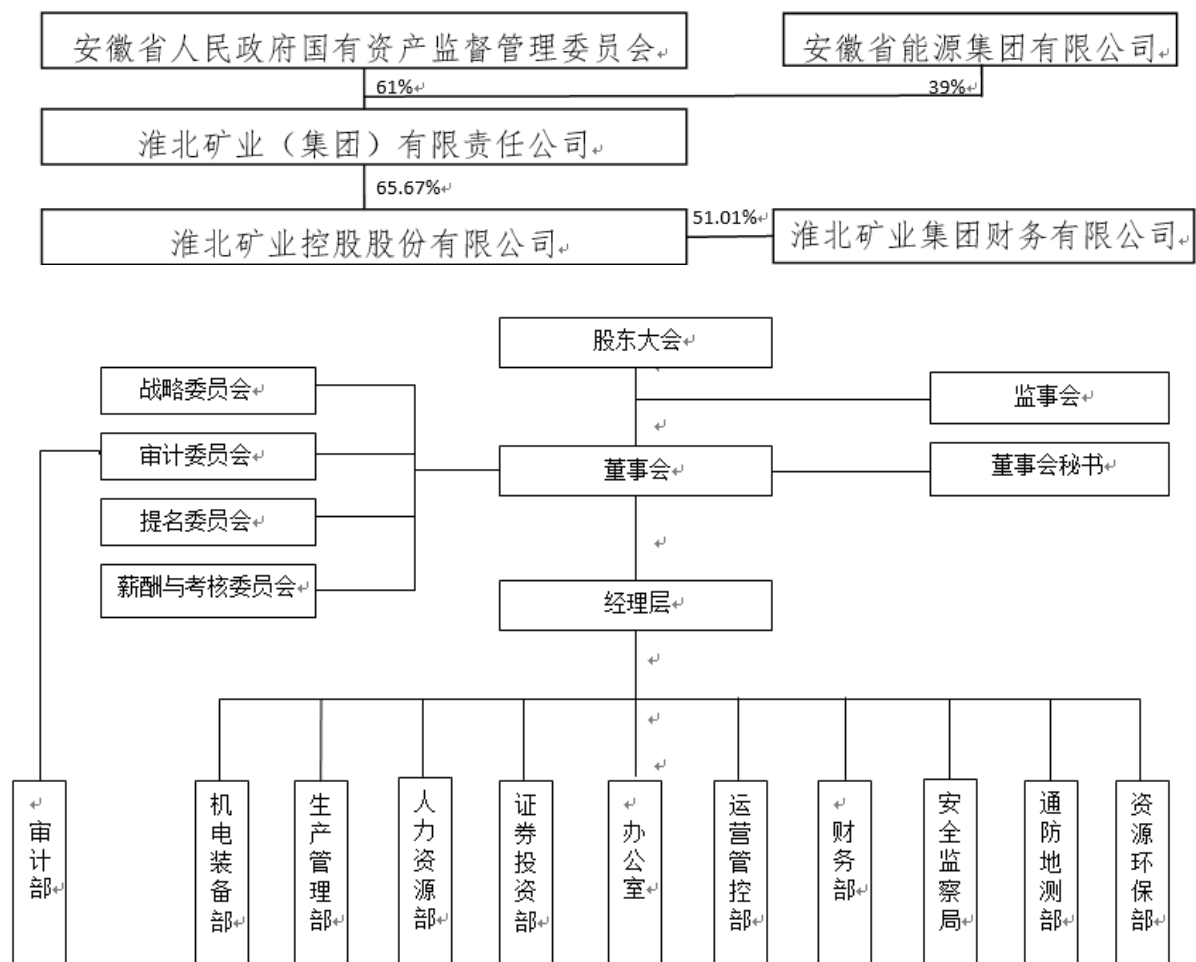 安徽省人民政府国有资产监督管理委员会
安徽省能源集团有限公司
61%
39%
淮北矿业（集团）有限责任公司
65.67%
淮北矿业控股股份有限公司
51.01%
淮北矿业集团财务有限公司
股东大会
战略委员会
监事会
审计委员会
董事会
董事会秘书
提名委员会
薪酬与考核委员会
经理层
审计部
机电装备部
生产管理部
人力资源部
证券投资部
办公室
运营管控部
财务部
安全监察局
通防地测部
资源环保部